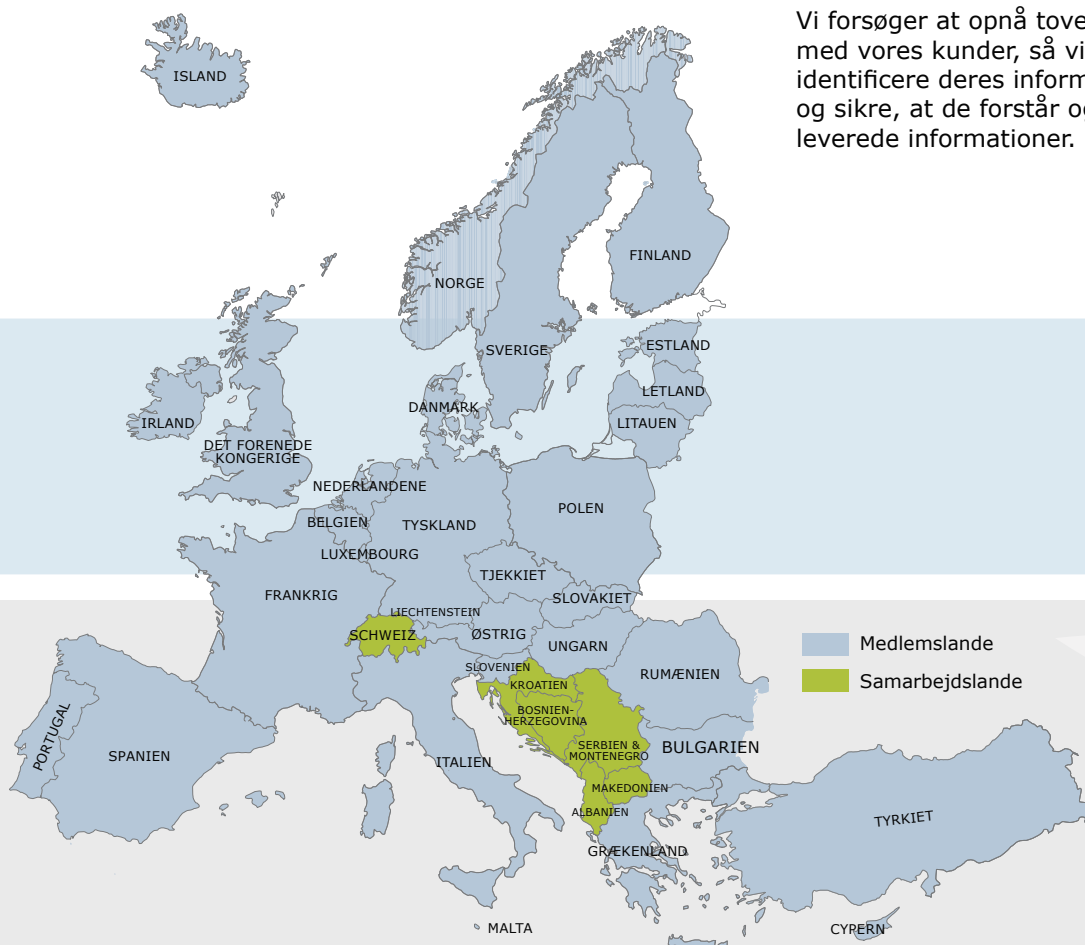 Vi forsøger at opnå tove
med vores kunder, så vi
identificere deres inform
og sikre, at de forstår og
leverede informationer.
ISLAND
FINLAND
NORGE
SVERIGE
ESTLAND
LETLAND
DANMARK
LITAUEN
IRLAND
DET FORENEDE
KONGERIGE
NEDERLANDENE
POLEN
BELGIEN
TYSKLAND
LUXEMBOURG
TJEKKIET
FRANKRIG
SLOVAKIET
LIECHTENSTEIN
SCHWEIZ
ØSTRIG
UNGARN
Medlemslande
SLOVENIEN
RUMÆNIEN
KROATIEN
Samarbejdslande
BOSNIEN-
HERZEGOVINA
PORTUGAL
SPANIEN
SERBIEN &
MONTENEGRO
BULGARIEN
ITALIEN
MAKEDONIEN
ALBANIEN
TYRKIET
GRÆKENLAND
MALTA
CYPERN